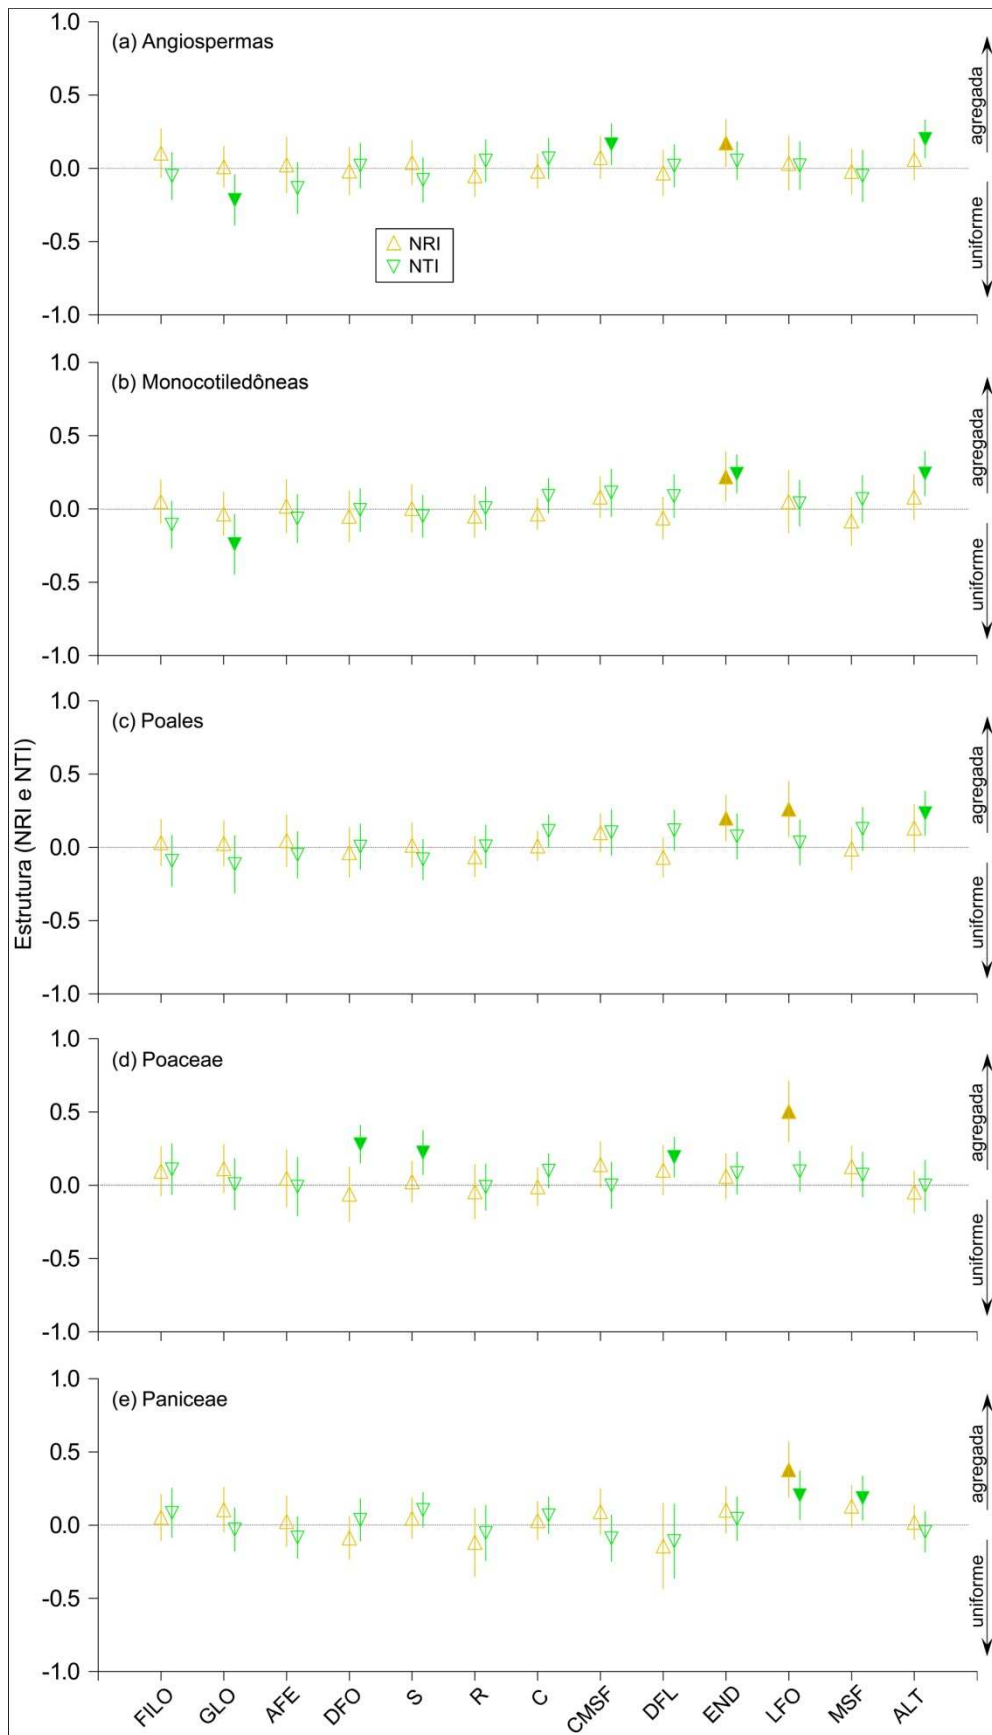 Estrutura (NRI e NTI)
(a) Angiospermas
1.0
0.5
0.0
-0.5
-1.0
NRI
NTI
agregada
uniforme
(b) Monocotiledôneas
1.0
0.5
0.0
-0.5
-1.0
agregada
uniforme
(c) Poales
1.0
0.5
0.0
-0.5
-1.0
agregada
uniforme
(d) Poaceae
1.0
0.5
0.0
-0.5
-1.0
agregada
uniforme
(e) Paniceae
1.0
0.5
0.0
-0.5
-1.0
agregada
uniforme
FILO
GLO
AFE
DFO
S
R
C
CMSF
DFL
END
LFO
MSF
ALT